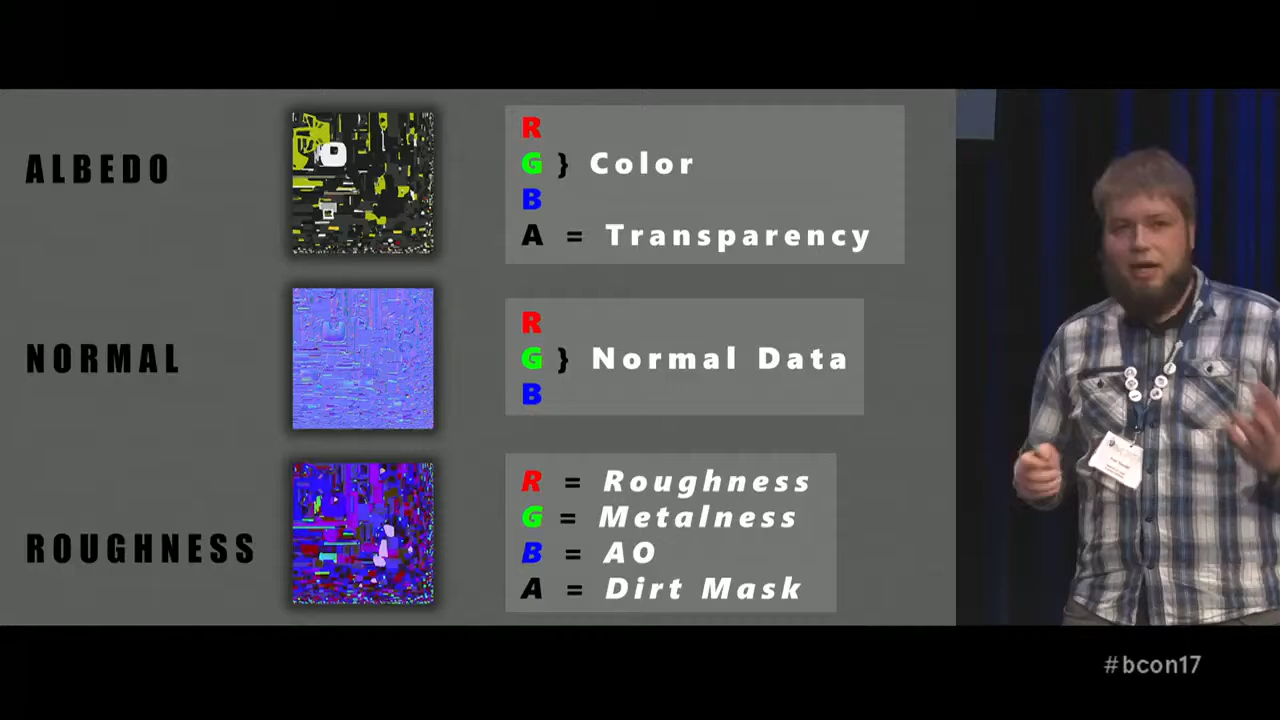 ALBEDO
R
G } Color
B
A = Transparency
NORMAL
R
G } Normal Data
B
ROUGHNESS
R = Roughness
G = Metalness
B = AO
A = Dirt Mask
#bcon17